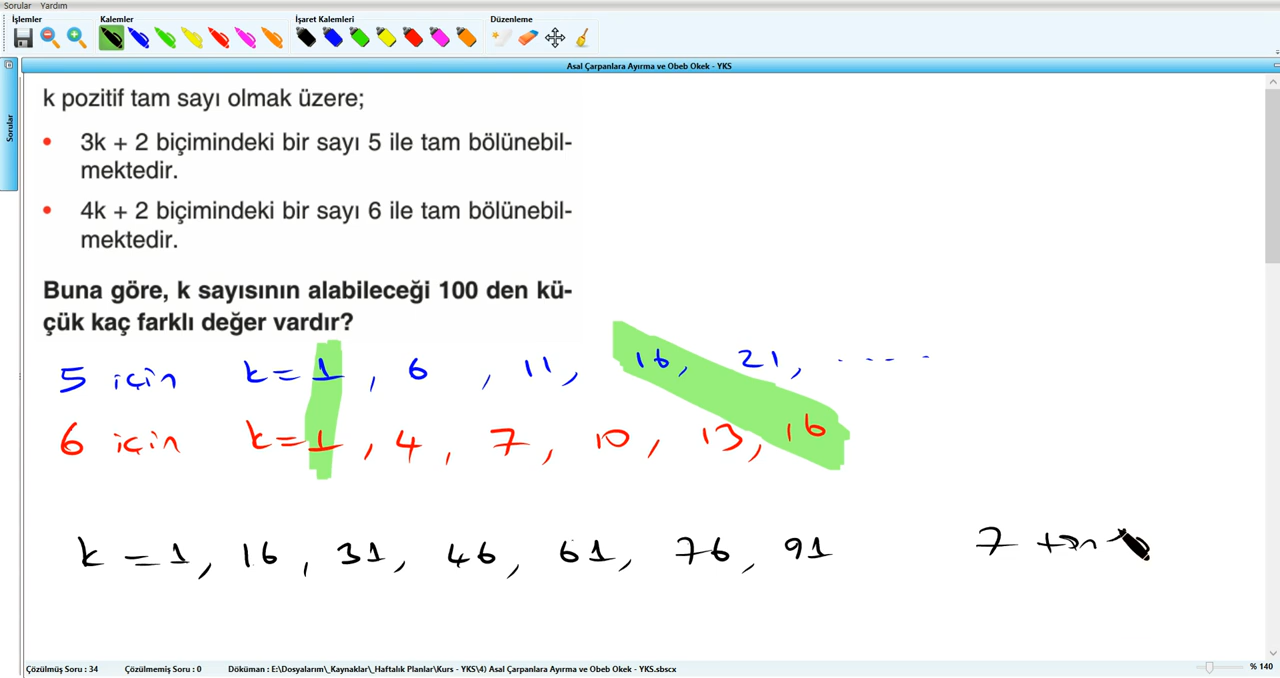 Sorular Yardım
İşlemler Kalemler İşaret Kalemleri Düzenleme
Asal Çarpanlara Ayırma ve Obeb Okek - YKS
Sorular
k pozitif tam sayı olmak üzere;
• 3k + 2 biçimindeki bir sayı 5 ile tam bölünebil-
mektedir.
• 4k + 2 biçimindeki bir sayı 6 ile tam bölünebil-
mektedir.
Buna göre, k sayısının alabileceği 100 den kü-
çük kaç farklı değer vardır?
5 için k = 1, 6, 11, 16, 21, .....
6 için k = 1, 4, 7, 10, 13, 16
k = 1, 16, 31, 46, 61, 76, 91 7 tan
Çözülmüş Soru : 34 Çözülmemiş Soru : 0 Döküman : E:\Dosyalarım\_Kaynaklar\_Haftalık Planlar\Kurs - YKS\4) Asal Çarpanlara Ayırma ve Obeb Okek - YKS.sbscx % 140